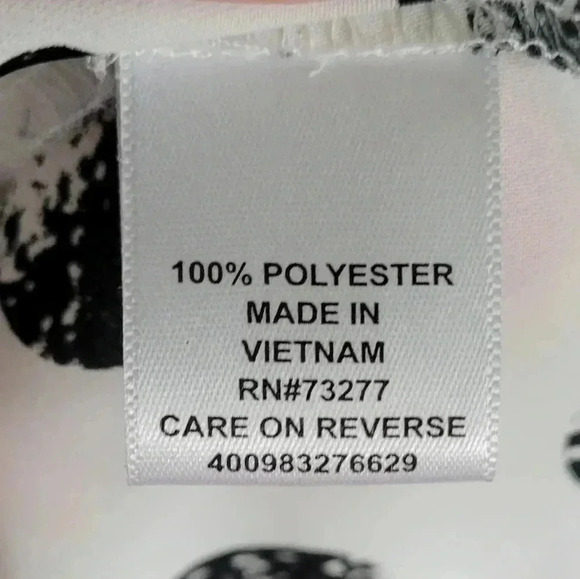 100% POLYESTER
MADE IN
VIETNAM
RN#73277
CARE ON REVERSE
400983276629